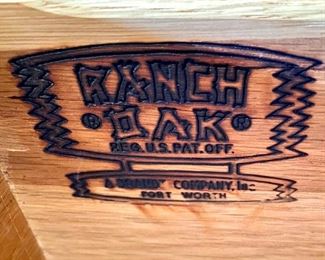 RANCH
® OAK ®
REG. U.S. PAT. OFF.
A BRANDT COMPANY, Inc
FORT WORTH